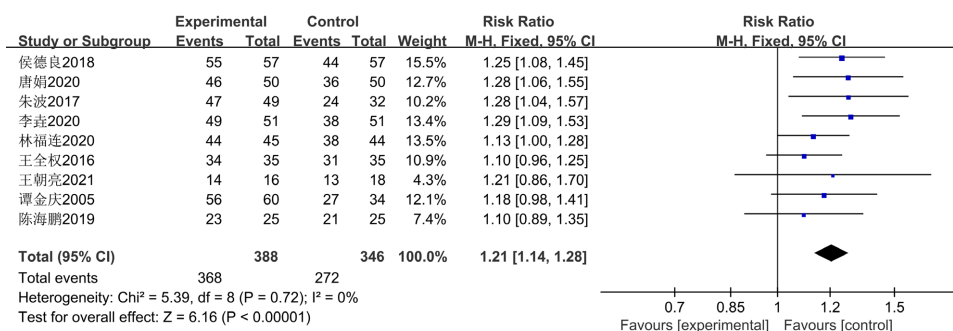 Experimental Control Risk Ratio Risk Ratio
Study or Subgroup Events Total Events Total Weight M-H, Fixed, 95% CI M-H, Fixed, 95% CI
侯德良2018 55 57 44 57 15.5% 1.25 [1.08, 1.45]
唐娟2020 46 50 36 50 12.7% 1.28 [1.06, 1.55]
朱波2017 47 49 24 32 10.2% 1.28 [1.04, 1.57]
李垚2020 49 51 38 51 13.4% 1.29 [1.09, 1.53]
林福连2020 44 45 38 44 13.5% 1.13 [1.00, 1.28]
王全权2016 34 35 31 35 10.9% 1.10 [0.96, 1.25]
王朝亮2021 14 16 13 18 4.3% 1.21 [0.86, 1.70]
谭金庆2005 56 60 27 34 12.1% 1.18 [0.98, 1.41]
陈海鹏2019 23 25 21 25 7.4% 1.10 [0.89, 1.35]
Total (95% CI) 388 346 100.0% 1.21 [1.14, 1.28]
Total events 368 272
Heterogeneity: Chi² = 5.39, df = 8 (P = 0.72); I² = 0%
Test for overall effect: Z = 6.16 (P < 0.00001)
0.7 0.85 1 1.2 1.5
Favours [experimental] Favours [control]